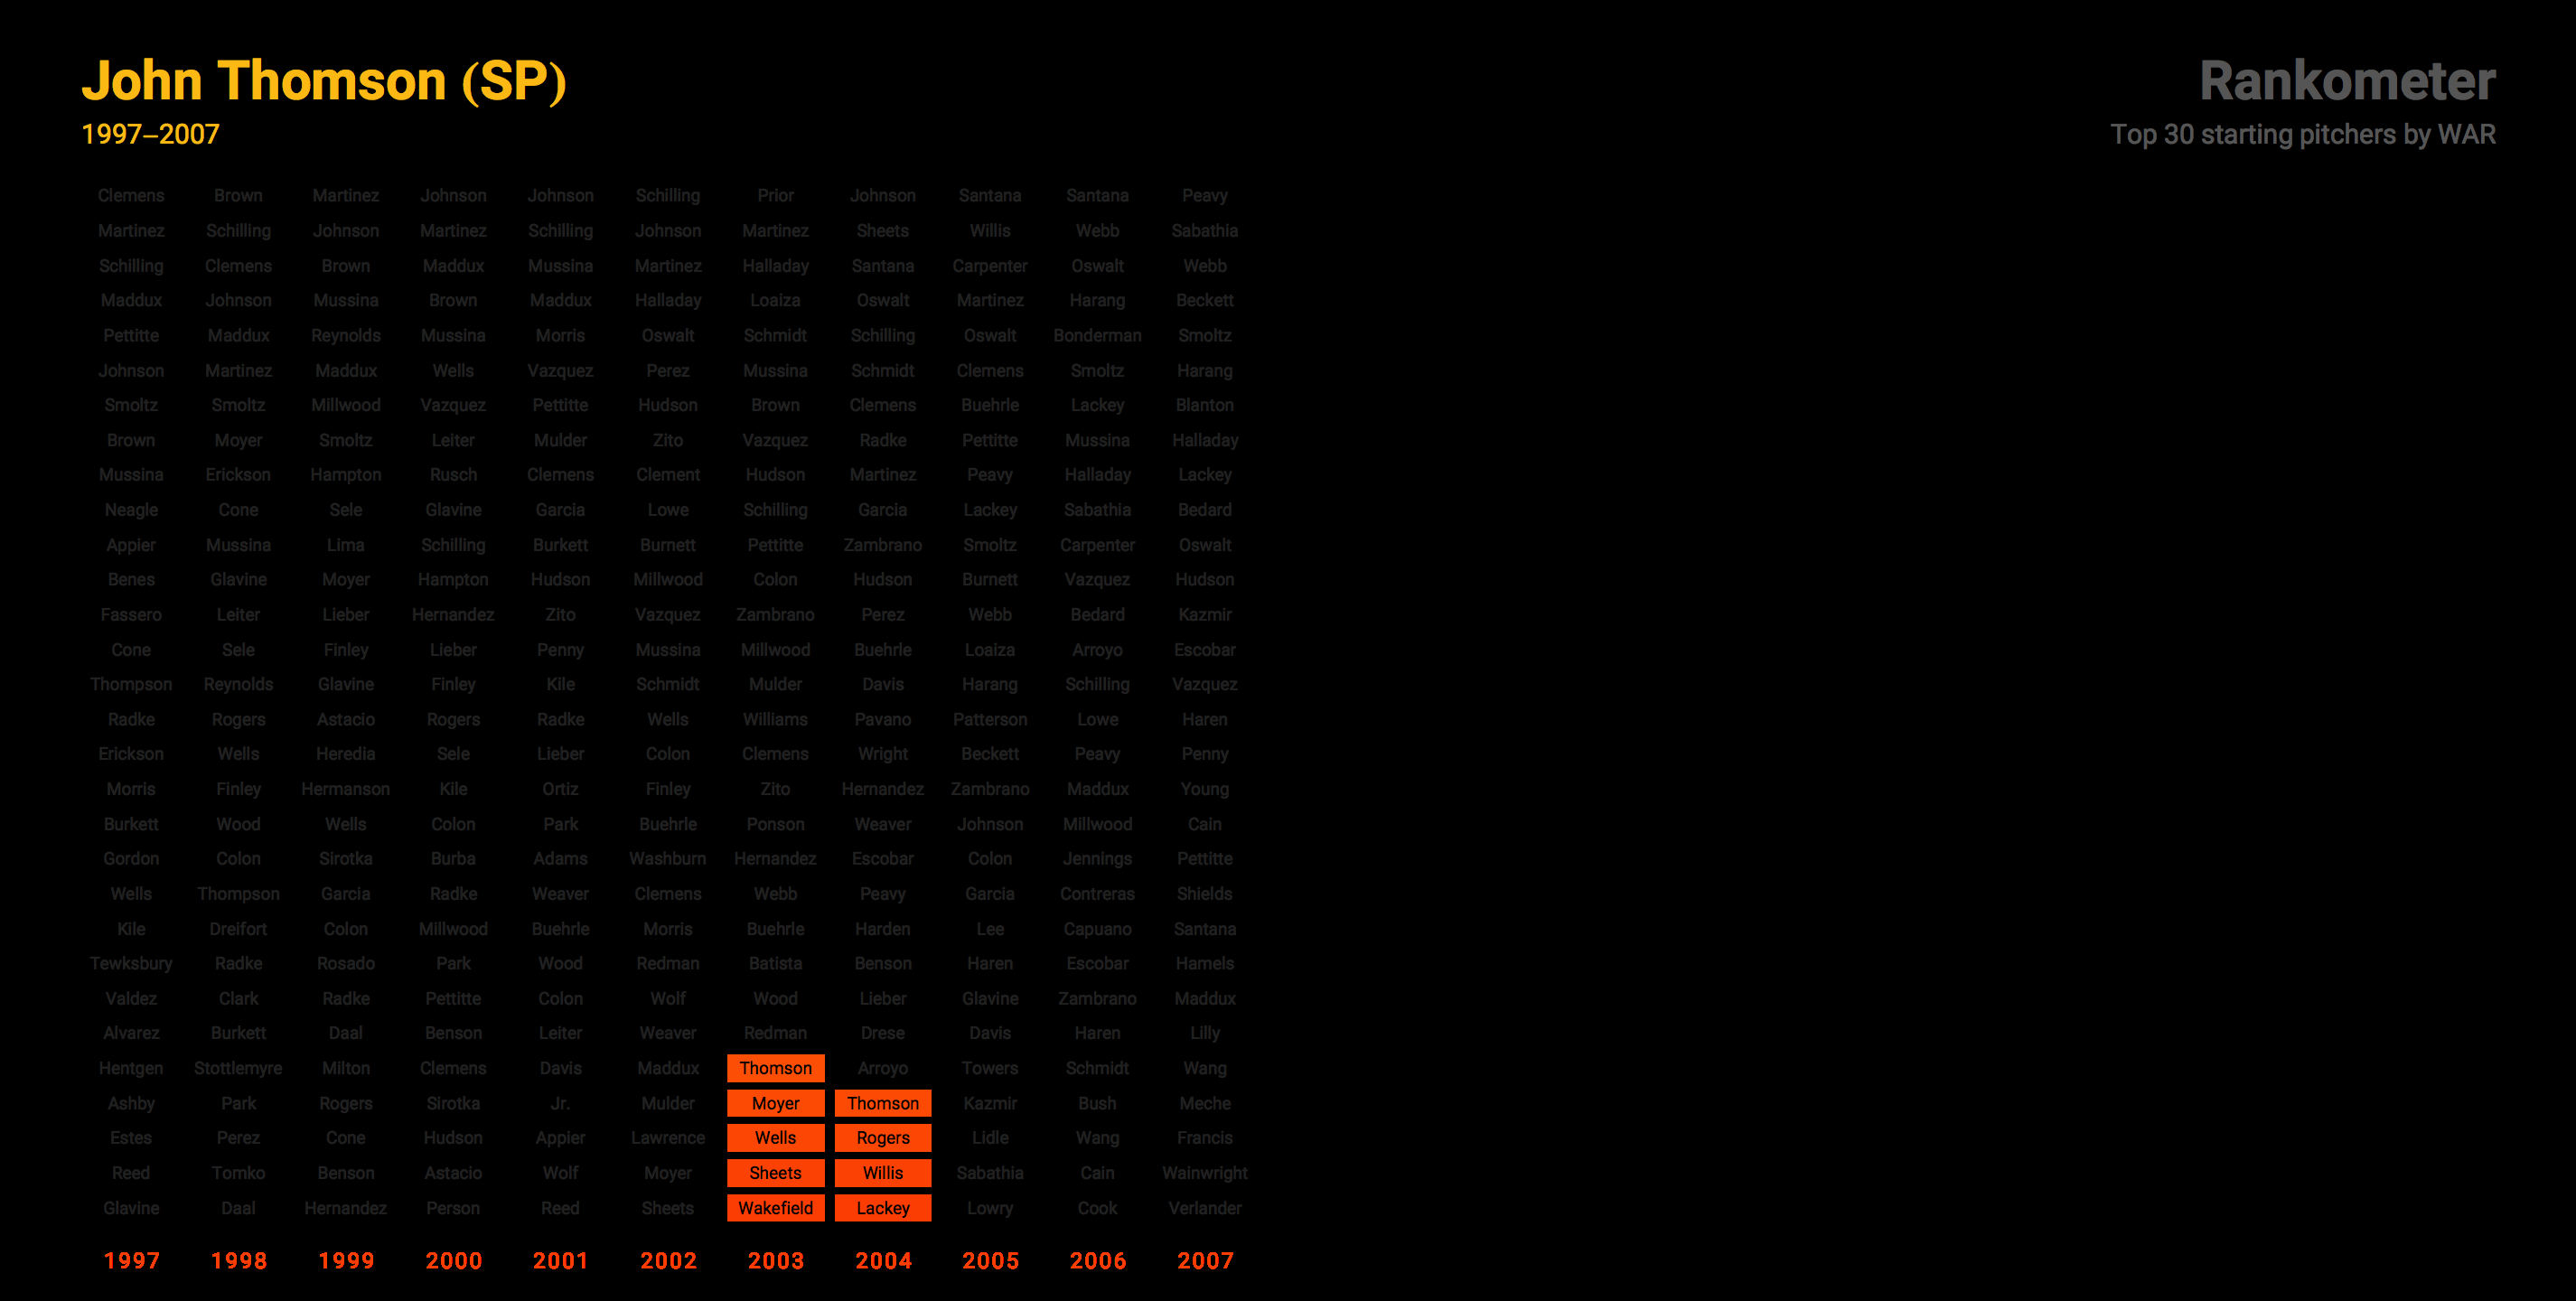 John Thomson (SP)
Rankometer
1997–2007
Top 30 starting pitchers by WAR
Clemens Brown Martinez Johnson Johnson Schilling Prior Johnson Santana Santana Peavy
Martinez Schilling Johnson Martinez Schilling Johnson Martinez Sheets Willis Webb Sabathia
Schilling Clemens Brown Maddux Mussina Martinez Halladay Santana Carpenter Oswalt Webb
Maddux Johnson Mussina Brown Maddux Halladay Loaiza Oswalt Martinez Harang Beckett
Pettitte Maddux Reynolds Mussina Morris Oswalt Schmidt Schilling Oswalt Bonderman Smoltz
Johnson Martinez Maddux Wells Vazquez Perez Mussina Schmidt Clemens Smoltz Harang
Smoltz Smoltz Millwood Vazquez Pettitte Hudson Brown Clemens Buehrle Lackey Blanton
Brown Moyer Smoltz Leiter Mulder Zito Vazquez Radke Pettitte Mussina Halladay
Mussina Erickson Hampton Rusch Clemens Clement Hudson Martinez Peavy Halladay Lackey
Neagle Cone Sele Glavine Garcia Lowe Schilling Garcia Lackey Sabathia Bedard
Appier Mussina Lima Schilling Burkett Burnett Pettitte Zambrano Smoltz Carpenter Oswalt
Benes Glavine Moyer Hampton Hudson Millwood Colon Hudson Burnett Vazquez Hudson
Fassero Leiter Lieber Hernandez Zito Vazquez Zambrano Perez Webb Bedard Kazmir
Cone Sele Finley Lieber Penny Mussina Millwood Buehrle Loaiza Arroyo Escobar
Thompson Reynolds Glavine Finley Kile Schmidt Mulder Davis Harang Schilling Vazquez
Radke Rogers Astacio Rogers Radke Wells Williams Pavano Patterson Lowe Haren
Erickson Wells Heredia Sele Lieber Colon Clemens Wright Beckett Peavy Penny
Morris Finley Hermanson Kile Ortiz Finley Zito Hernandez Zambrano Maddux Young
Burkett Wood Wells Colon Park Buehrle Ponson Weaver Johnson Millwood Cain
Gordon Colon Sirotka Burba Adams Washburn Hernandez Escobar Colon Jennings Pettitte
Wells Thompson Garcia Radke Weaver Clemens Webb Peavy Garcia Contreras Shields
Kile Dreifort Colon Millwood Buehrle Morris Buehrle Harden Lee Capuano Santana
Tewksbury Radke Rosado Park Wood Redman Batista Benson Haren Escobar Hamels
Valdez Clark Radke Pettitte Colon Wolf Wood Lieber Glavine Zambrano Maddux
Alvarez Burkett Daal Benson Leiter Weaver Redman Drese Davis Haren Lilly
Hentgen Stottlemyre Milton Clemens Davis Maddux Thomson Arroyo Towers Schmidt Wang
Ashby Park Rogers Sirotka Jr. Mulder Moyer Thomson Kazmir Bush Meche
Estes Perez Cone Hudson Appier Lawrence Wells Rogers Lidle Wang Francis
Reed Tomko Benson Astacio Wolf Moyer Sheets Willis Sabathia Cain Wainwright
Glavine Daal Hernandez Person Reed Sheets Wakefield Lackey Lowry Cook Verlander
1997 1998 1999 2000 2001 2002 2003 2004 2005 2006 2007